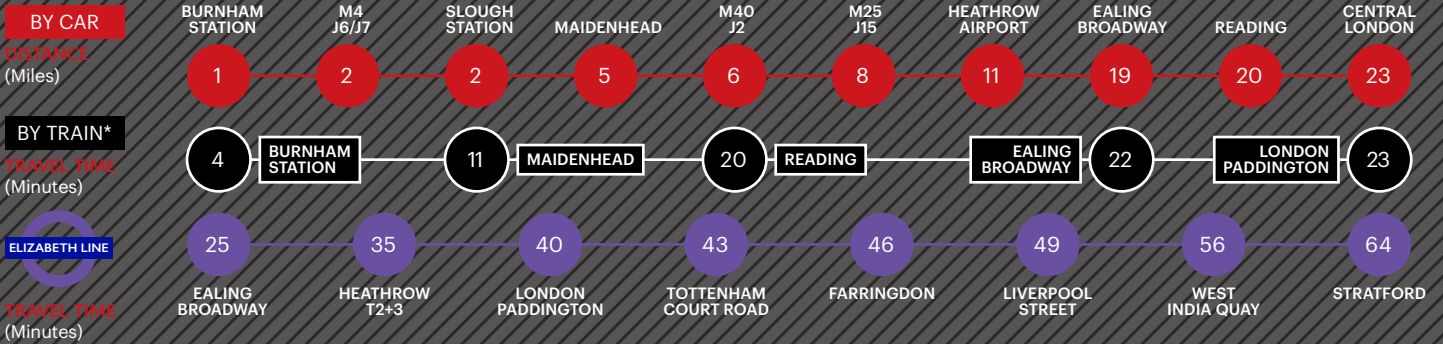 BY CAR
DISTANCE
(Miles)
BURNHAM
STATION
1
M4
J6/J7
2
SLOUGH
STATION
2
MAIDENHEAD
5
M40
J2
6
M25
J15
8
HEATHROW
AIRPORT
11
EALING
BROADWAY
19
READING
20
CENTRAL
LONDON
23
BY TRAIN*
TRAVEL TIME
(Minutes)
4
BURNHAM
STATION
11
MAIDENHEAD
20
READING
EALING
BROADWAY
22
LONDON
PADDINGTON
23
ELIZABETH LINE
TRAVEL TIME
(Minutes)
25
EALING
BROADWAY
35
HEATHROW
T2+3
40
LONDON
PADDINGTON
43
TOTTENHAM
COURT ROAD
46
FARRINGDON
49
LIVERPOOL
STREET
56
WEST
INDIA QUAY
64
STRATFORD